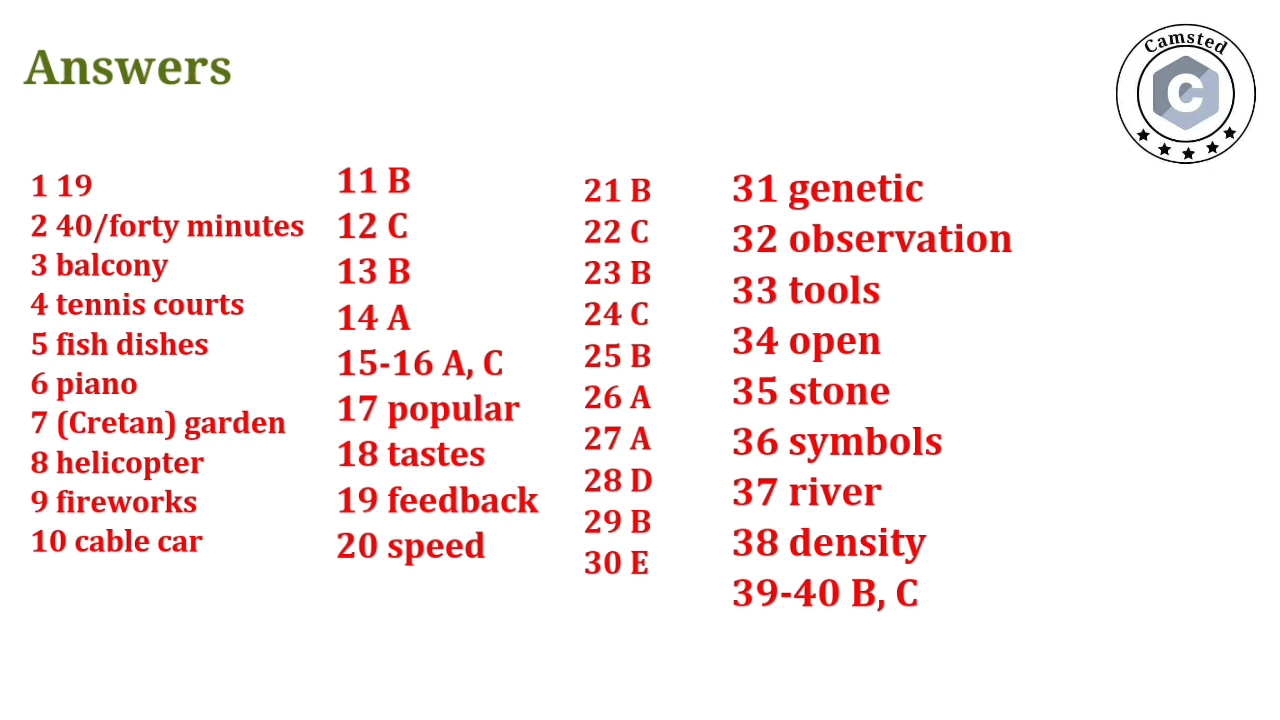 Answers
Camsted
C
1 19
2 40/forty minutes
3 balcony
4 tennis courts
5 fish dishes
6 piano
7 (Cretan) garden
8 helicopter
9 fireworks
10 cable car
11 B
12 C
13 B
14 A
15-16 A, C
17 popular
18 tastes
19 feedback
20 speed
21 B
22 C
23 B
24 C
25 B
26 A
27 A
28 D
29 B
30 E
31 genetic
32 observation
33 tools
34 open
35 stone
36 symbols
37 river
38 density
39-40 B, C